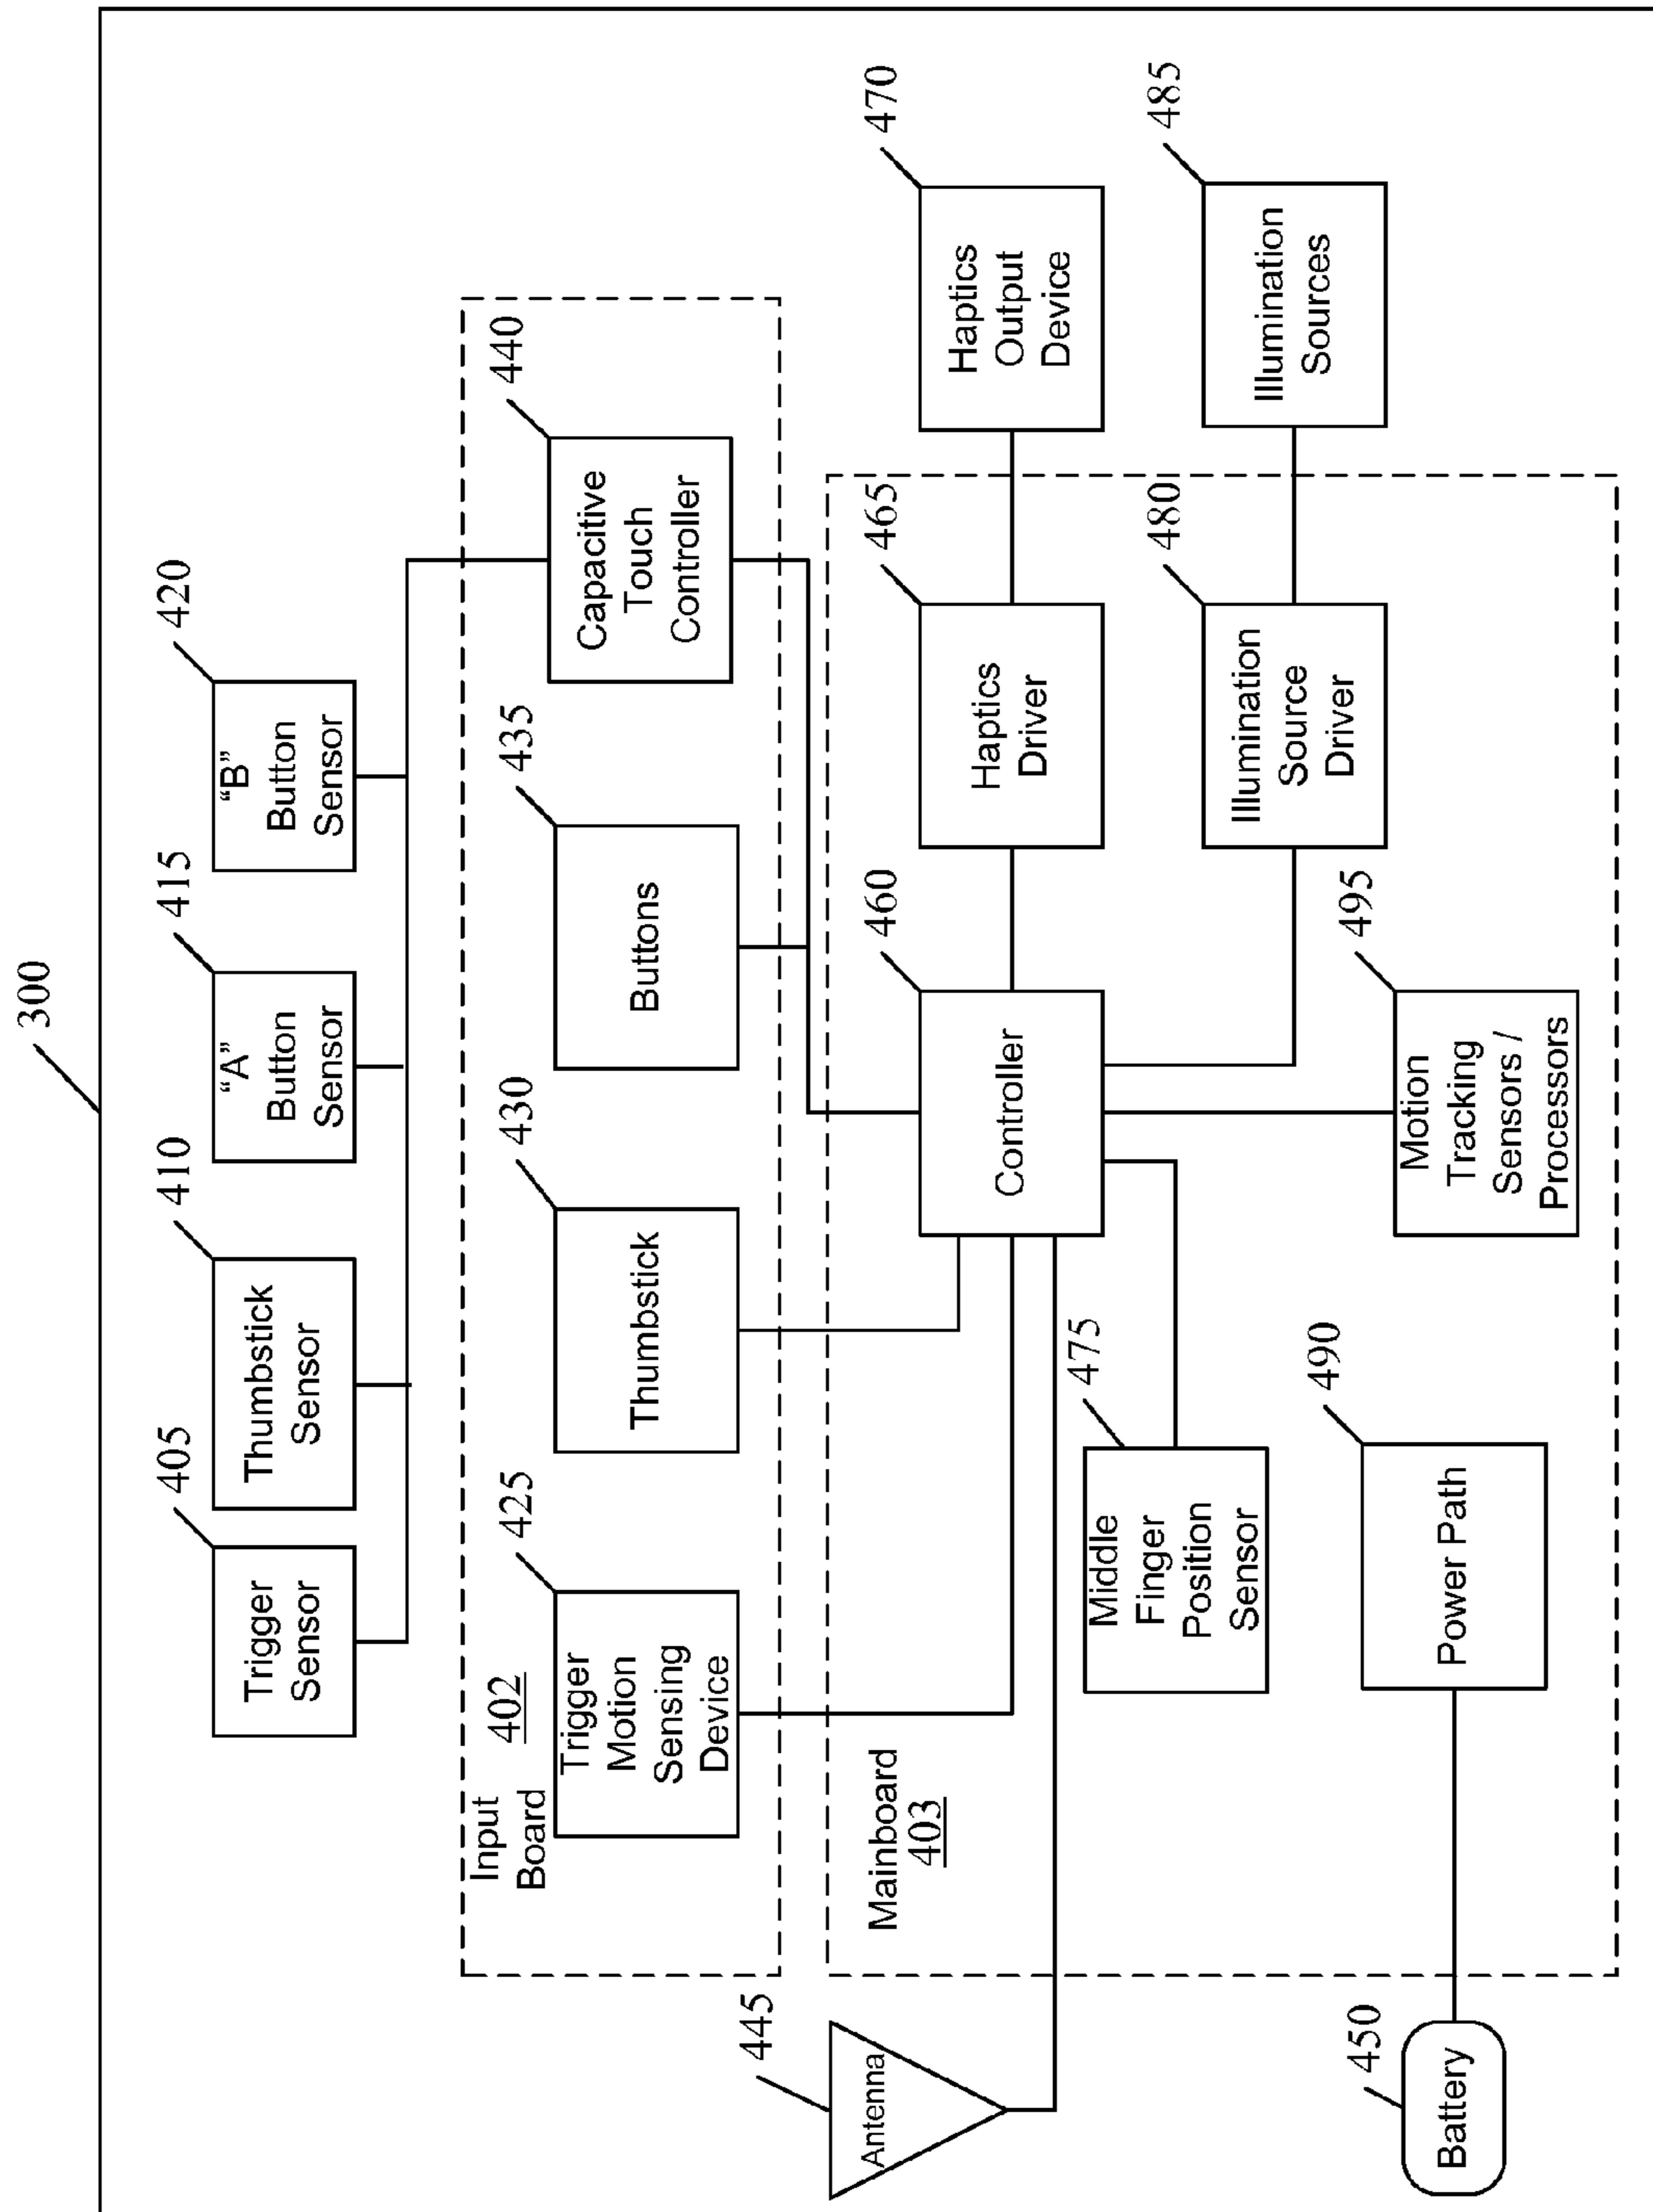 300
405
Trigger
Sensor
410
Thumbstick
Sensor
415
“A”
Button
Sensor
420
“B”
Button
Sensor
Input
Board
402
425
Trigger
Motion
Sensing
Device
430
Thumbstick
435
Buttons
440
Capacitive
Touch
Controller
445
Antenna
Mainboard
403
460
Controller
465
Haptics
Driver
470
Haptics
Output
Device
475
Middle
Finger
Position
Sensor
480
Illumination
Source
Driver
485
Illumination
Sources
450
Battery
490
Power Path
495
Motion
Tracking
Sensors /
Processors